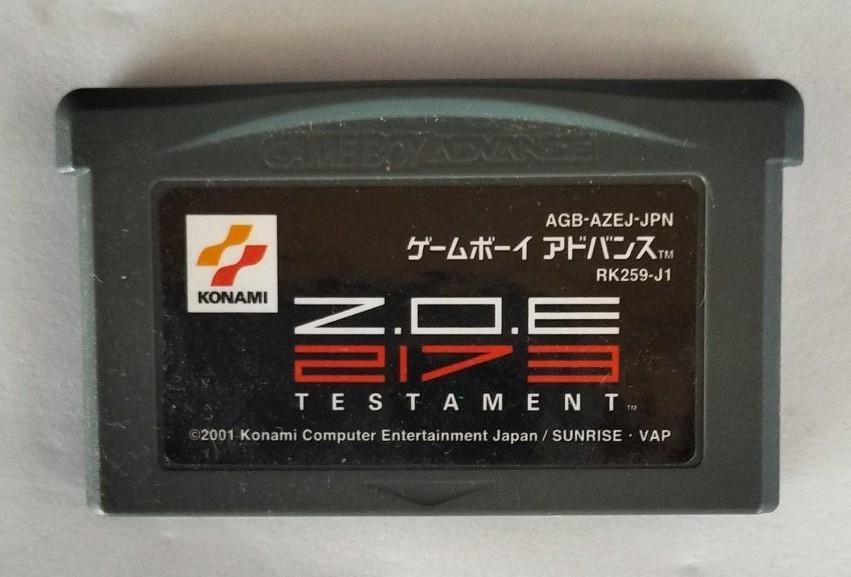 GAME BOY ADVANCE
AGB-AZEJ-JPN
ゲームボーイ アドバンス™
RK259-J1
KONAMI
Z.O.E
2173
TESTAMENT™
©2001 Konami Computer Entertainment Japan / SUNRISE · VAP